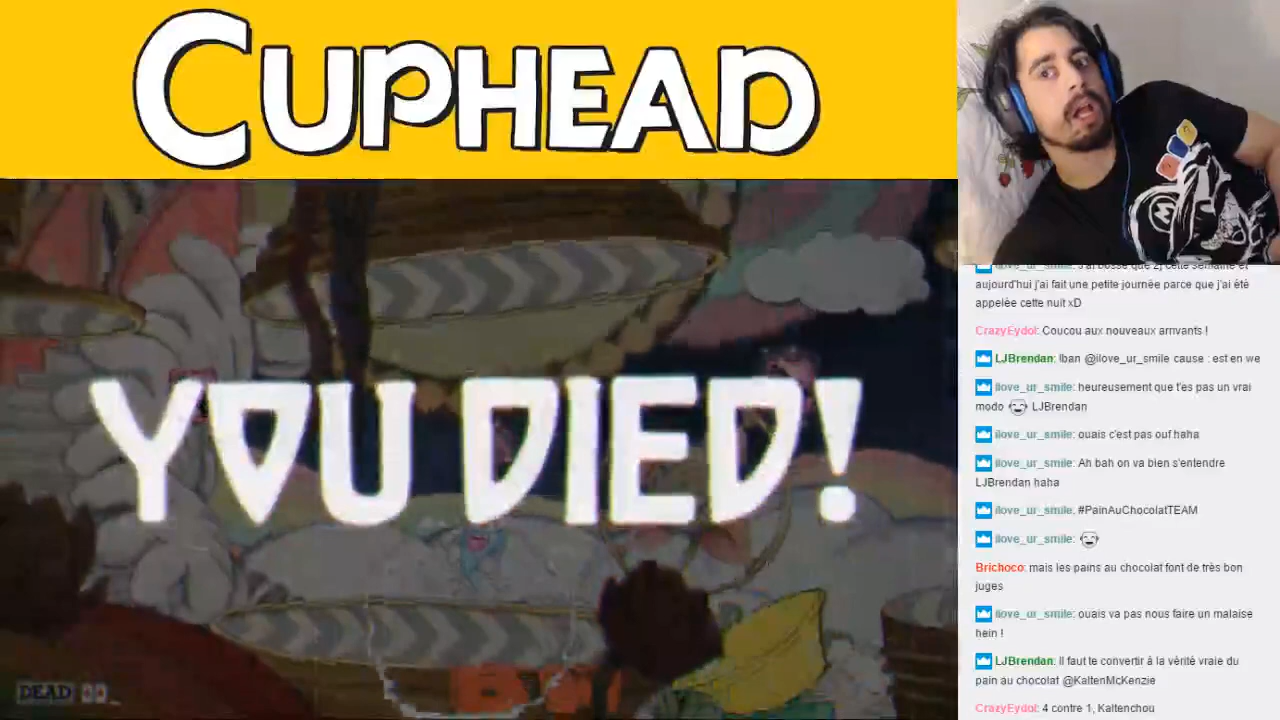 CUPHEAD
YOU DIED!
DEAD
ilove_ur_smile: J'ai bossé que 2j cette semaine et
aujourd'hui j'ai fait une petite journée parce que j'ai été
appelée cette nuit xD
CrazyEydol: Coucou aux nouveaux arrivants !
LJBrendan: Iban @ilove_ur_smile cause : est en we
ilove_ur_smile: heureusement que t'es pas un vrai
modo LJBrendan
ilove_ur_smile: ouais c'est pas ouf haha
ilove_ur_smile: Ah bah on va bien s'entendre
LJBrendan haha
ilove_ur_smile: #PainAuChocolatTEAM
ilove_ur_smile:
Brichoco: mais les pains au chocolat font de très bon
juges
ilove_ur_smile: ouais va pas nous faire un malaise
hein !
LJBrendan: Il faut te convertir à la vérité vraie du
pain au chocolat @KaltenMcKenzie
CrazyEydol: 4 contre 1, Kaltenchou